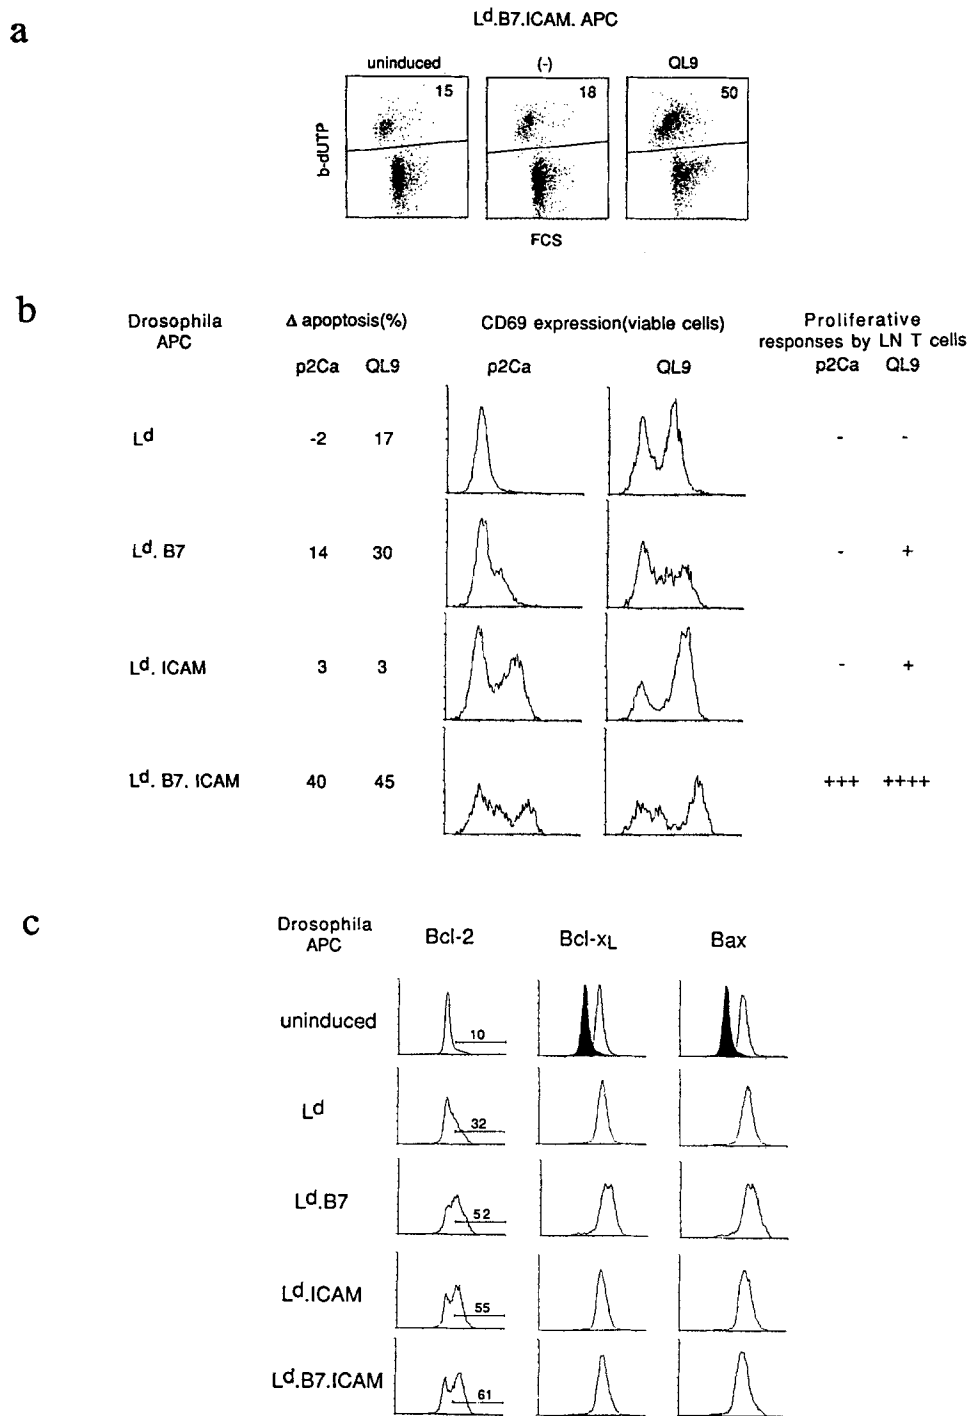 a
Ld.B7.ICAM. APC
uninduced (-) QL9
15 18 50
b-dUTP
FCS
b
Drosophila APC
Δ apoptosis(%)
CD69 expression(viable cells)
Proliferative responses by LN T cells
p2Ca QL9 p2Ca QL9 p2Ca QL9
Ld -2 17 - -
Ld. B7 14 30 - +
Ld. ICAM 3 3 - +
Ld. B7. ICAM 40 45 +++ ++++
c
Drosophila APC
Bcl-2 Bcl-xL Bax
uninduced 10
Ld 32
Ld.B7 52
Ld.ICAM 55
Ld.B7.ICAM 61